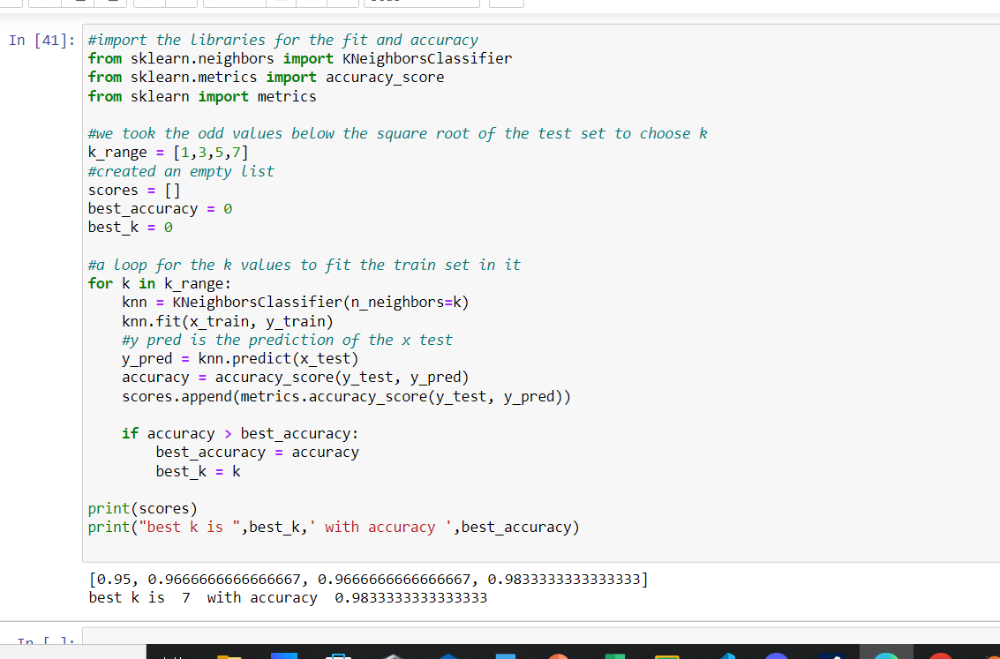 In [41]:
#import the libraries for the fit and accuracy
from sklearn.neighbors import KNeighborsClassifier
from sklearn.metrics import accuracy_score
from sklearn import metrics
#we took the odd values below the square root of the test set to choose k
k_range = [1,3,5,7]
#created an empty list
scores = []
best_accuracy = 0
best_k = 0
#a loop for the k values to fit the train set in it
for k in k_range:
    knn = KNeighborsClassifier(n_neighbors=k)
    knn.fit(x_train, y_train)
    #y pred is the prediction of the x test
    y_pred = knn.predict(x_test)
    accuracy = accuracy_score(y_test, y_pred)
    scores.append(metrics.accuracy_score(y_test, y_pred))
    if accuracy > best_accuracy:
        best_accuracy = accuracy
        best_k = k
print(scores)
print("best k is ",best_k,' with accuracy ',best_accuracy)
[0.95, 0.9666666666666667, 0.9666666666666667, 0.9833333333333333]
best k is  7  with accuracy  0.9833333333333333
In [ ]: